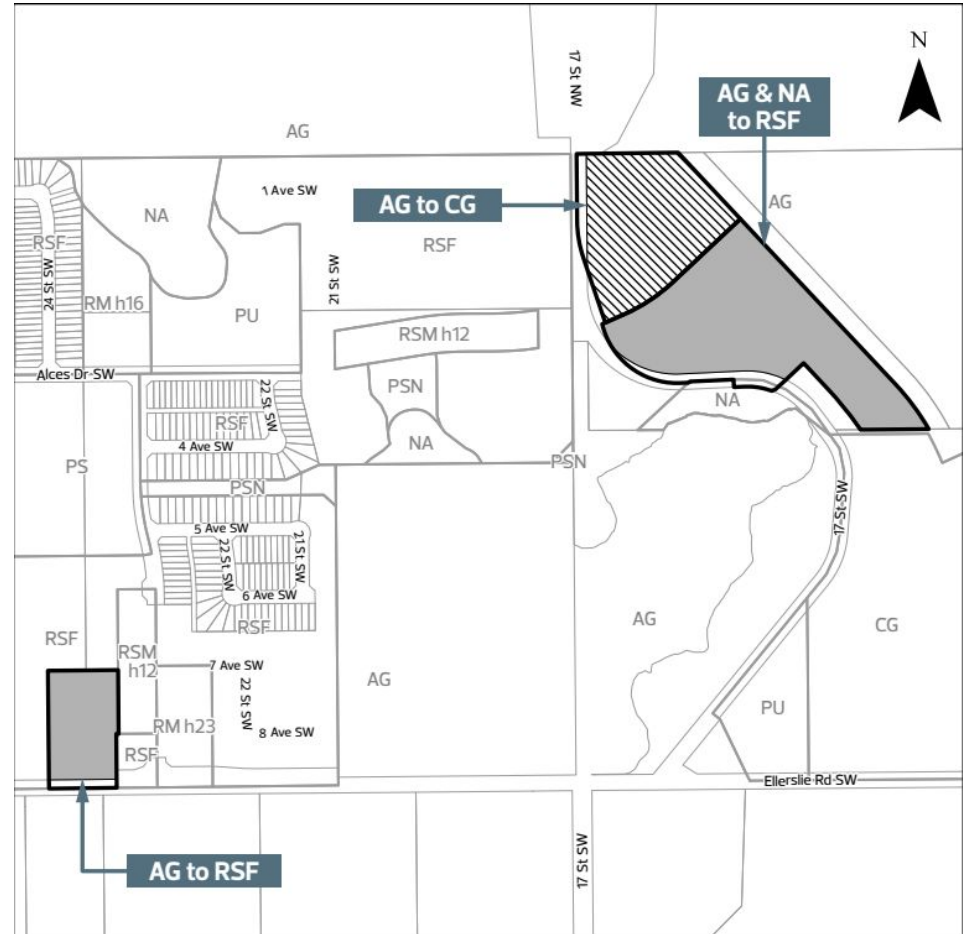 N
17 St NW
AG & NA
to RSF
AG
1 Ave SW
AG to CG
AG
NA
RSF
RSF
24 St SW
21 St SW
RM h16
PU
RSM h12
Alces Dr SW
PSN
22 St SW
NA
RSF
4 Ave SW
NA
PS
PSN
PSN
17 St SW
5 Ave SW
22 St SW
21 St SW
6 Ave SW
RSF
AG
CG
RSF
RSM
h12
7 Ave SW
AG
22 St SW
PU
RM h23
8 Ave SW
RSF
Ellerslie Rd SW
AG to RSF
17 St SW